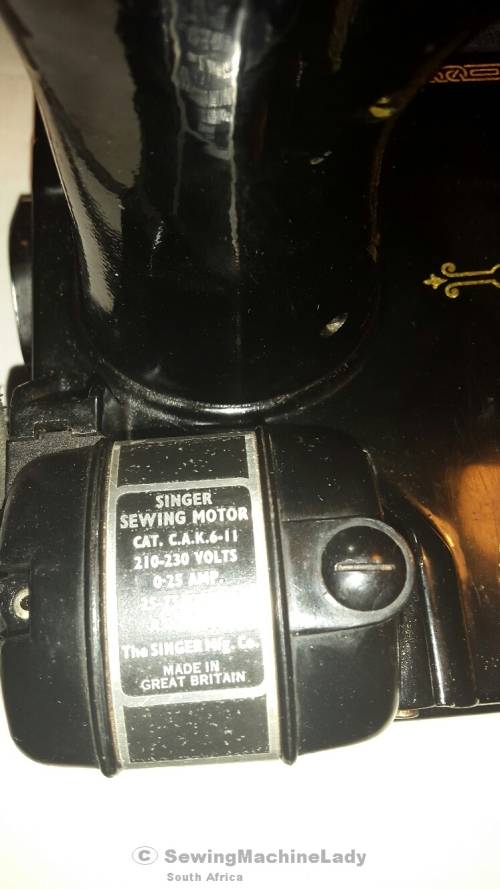 SINGER
SEWING MOTOR
CAT. C.A.K.6-11
210-230 VOLTS
0·25 AMP.
The SINGER Mfg. Co.
MADE IN
GREAT BRITAIN
© SewingMachineLady
South Africa